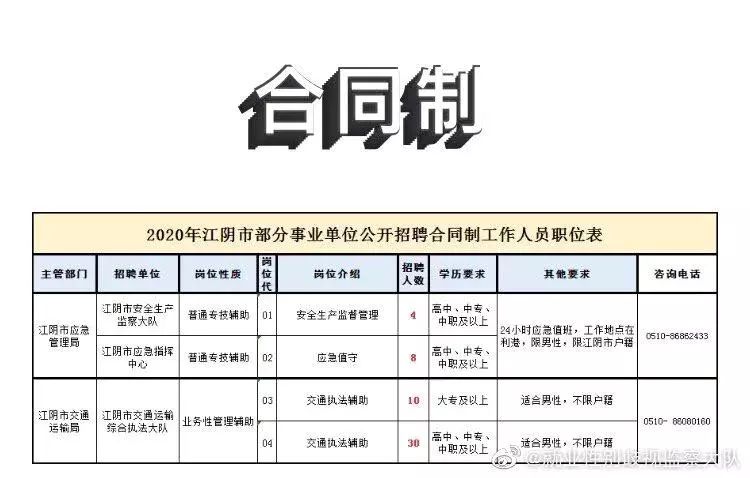 合同制
2020年江阴市部分事业单位公开招聘合同制工作人员职位表
主管部门 招聘单位 岗位性质 岗位代 岗位介绍 招聘人数 学历要求 其他要求 咨询电话
江阴市应急管理局
江阴市安全生产监察大队 普通专技辅助 01 安全生产监督管理 4 高中、中专、中职及以上
24小时应急值班，工作地点在利港，限男性，限江阴市户籍
0510-86862433
江阴市应急指挥中心 普通专技辅助 02 应急值守 8 高中、中专、中职及以上
江阴市交通运输局
江阴市交通运输综合执法大队
业务性管理辅助
03 交通执法辅助 10 大专及以上 适合男性，不限户籍
0510- 86080160
04 交通执法辅助 30 高中、中专、中职及以上 适合男性，不限户籍
@就业性别歧视监察大队